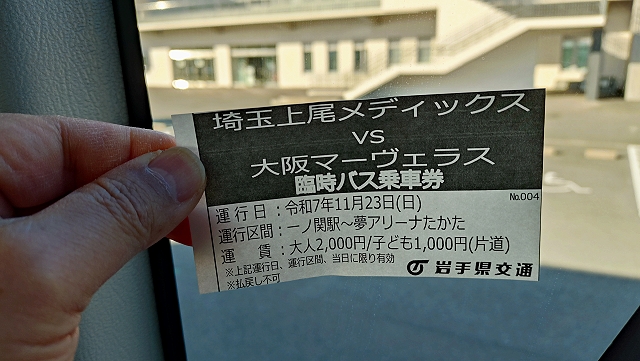 埼玉上尾メディックス
vs
大阪マーヴェラス
臨時バス乗車券
№004
運行日：令和7年11月23日(日)
運行区間：一ノ関駅～夢アリーナたかた
運　賃：大人2,000円/子ども1,000円(片道)
※上記運行日、運行区間、当日に限り有効
※払戻し不可
岩手県交通